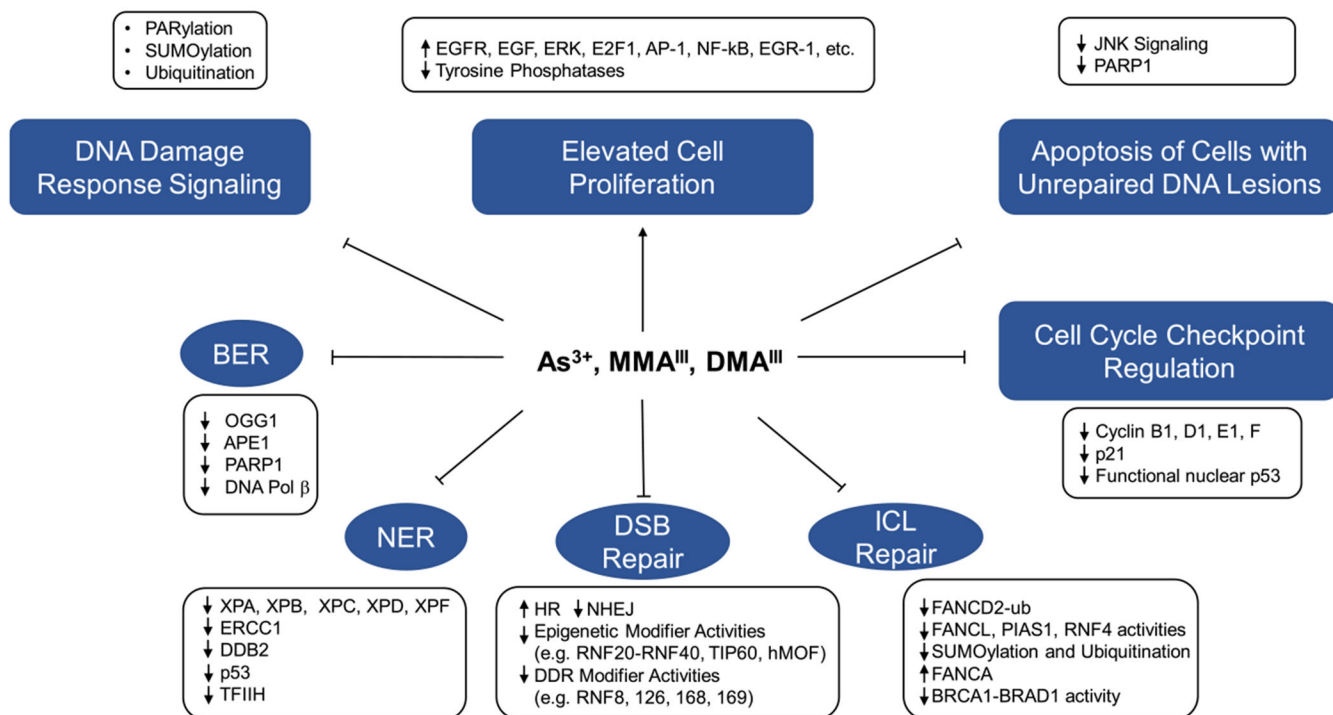 • PARylation
• SUMOylation
• Ubiquitination
↑ EGFR, EGF, ERK, E2F1, AP-1, NF-kB, EGR-1, etc.
↓ Tyrosine Phosphatases
↓ JNK Signaling
↓ PARP1
DNA Damage
Response Signaling
Elevated Cell
Proliferation
Apoptosis of Cells with
Unrepaired DNA Lesions
BER
As³⁺, MMAᴵᴵᴵ, DMAᴵᴵᴵ
Cell Cycle Checkpoint
Regulation
↓ OGG1
↓ APE1
↓ PARP1
↓ DNA Pol β
↓ Cyclin B1, D1, E1, F
↓ p21
↓ Functional nuclear p53
NER
DSB
Repair
ICL
Repair
↓ XPA, XPB, XPC, XPD, XPF
↓ ERCC1
↓ DDB2
↓ p53
↓ TFIIH
↑ HR ↓ NHEJ
↓ Epigenetic Modifier Activities
(e.g. RNF20-RNF40, TIP60, hMOF)
↓ DDR Modifier Activities
(e.g. RNF8, 126, 168, 169)
↓ FANCD2-ub
↓ FANCL, PIAS1, RNF4 activities
↓ SUMOylation and Ubiquitination
↑ FANCA
↓ BRCA1-BRAD1 activity